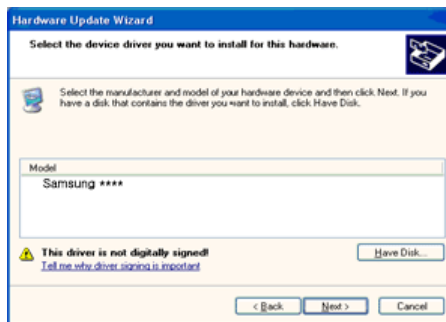 Hardware Update Wizard
Select the device driver you want to install for this hardware.
Select the manufacturer and model of your hardware device and then click Next. If you
have a disk that contains the driver you want to install, click Have Disk.
Model
Samsung ****
This driver is not digitally signed!
Have Disk...
Tell me why driver signing is important
< Back
Next >
Cancel